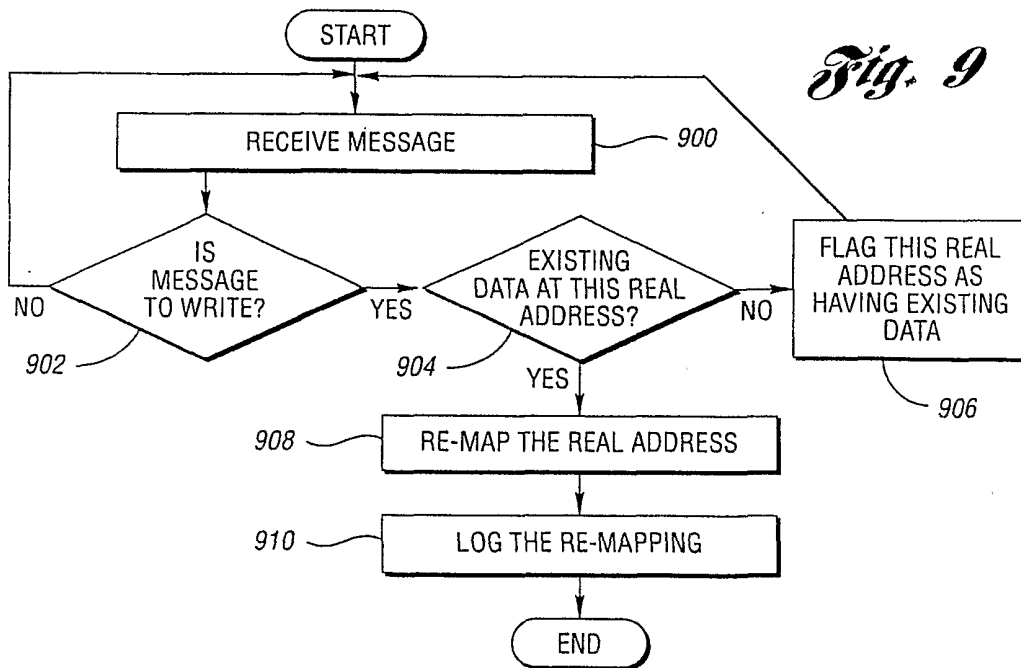 START
Fig. 9
RECEIVE MESSAGE
900
IS
MESSAGE
TO WRITE?
NO
YES
902
EXISTING
DATA AT THIS REAL
ADDRESS?
NO
904
YES
FLAG THIS REAL
ADDRESS AS
HAVING EXISTING
DATA
906
908
RE-MAP THE REAL ADDRESS
910
LOG THE RE-MAPPING
END